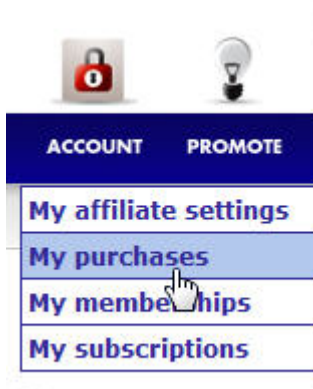 ACCOUNT PROMOTE
My affiliate settings
My purchases
My memberships
My subscriptions